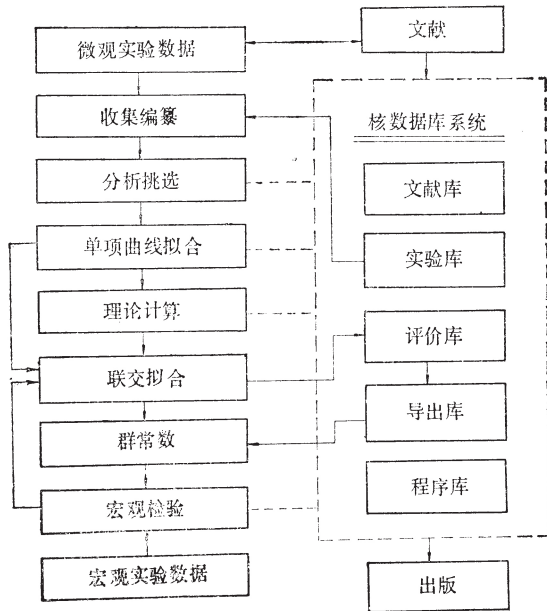 微观实验数据
文献
收集编纂
核数据库系统
分析挑选
文献库
单项曲线拟合
实验库
理论计算
评价库
联交拟合
导出库
群常数
程序库
宏观检验
宏观实验数据
出版